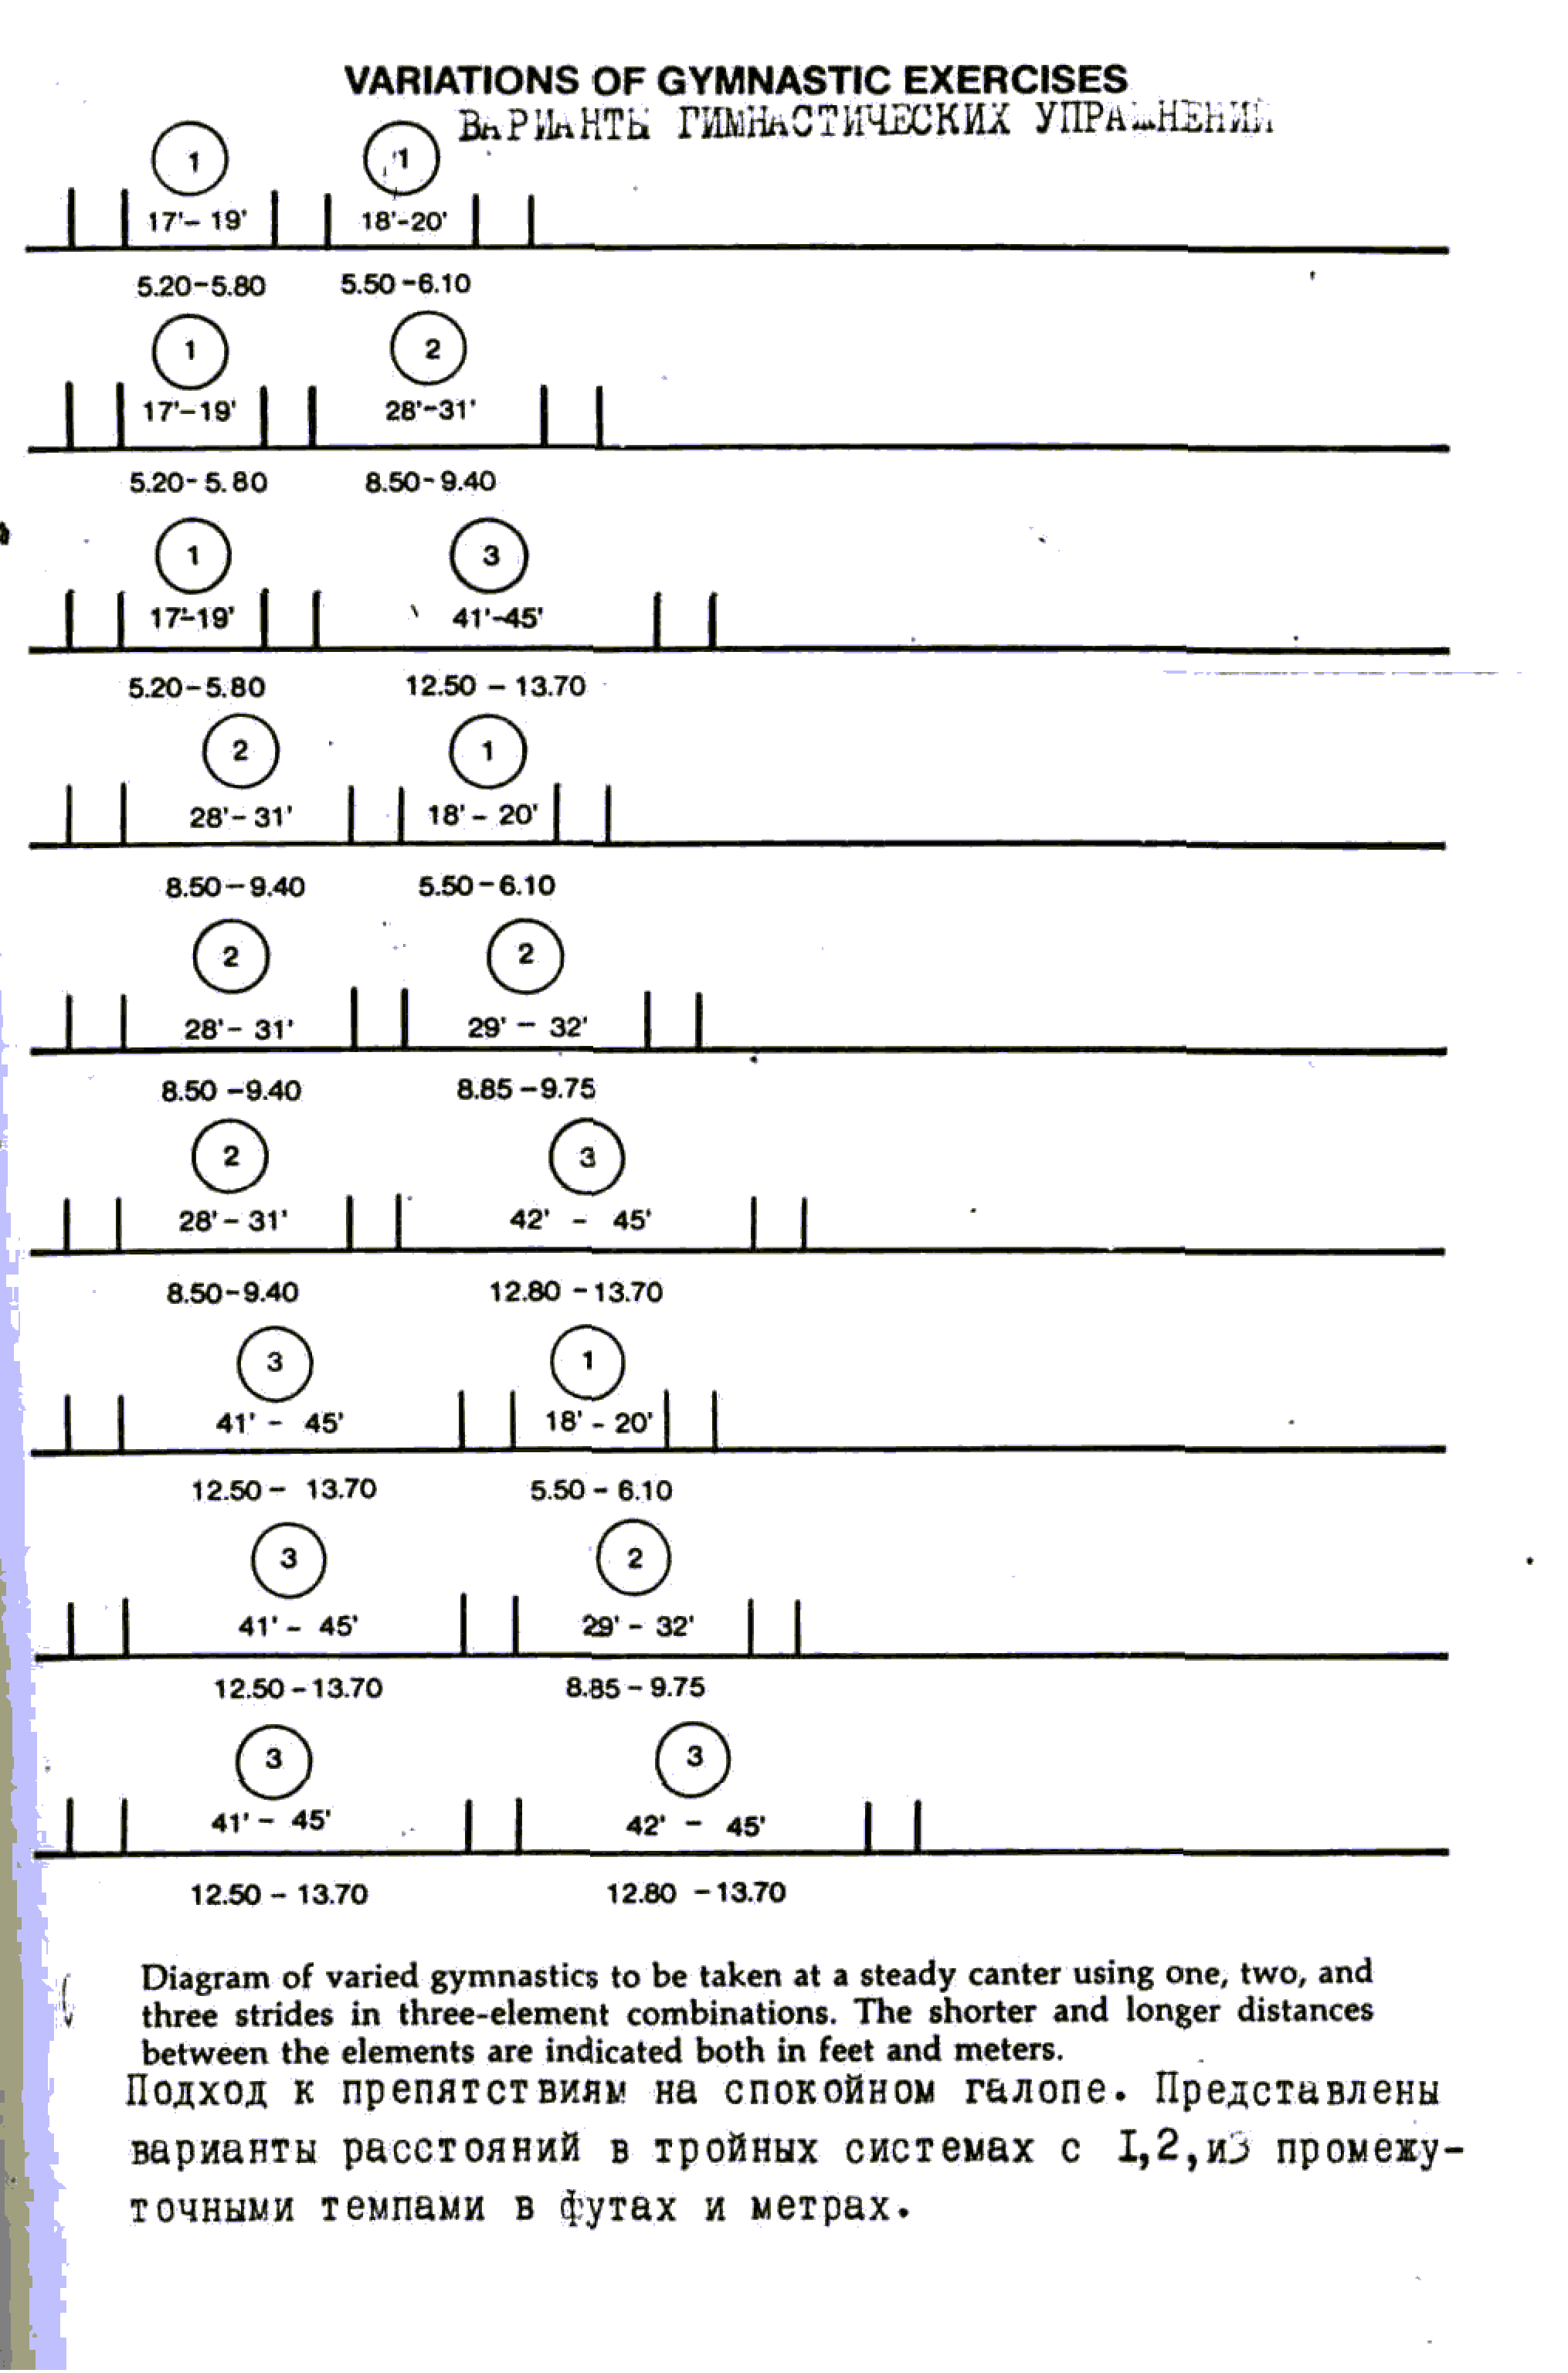 VARIATIONS OF GYMNASTIC EXERCISES
ВАРИАНТЫ ГИМНАСТИЧЕСКИХ УПРАЖНЕНИЙ
1 1
17'– 19' 18'-20'
5.20–5.80 5.50–6.10
1 2
17'–19' 28'–31'
5.20–5.80 8.50–9.40
1 3
17'-19' 41'-45'
5.20–5.80 12.50 – 13.70
2 1
28'– 31' 18' – 20'
8.50–9.40 5.50–6.10
2 2
28'– 31' 29' – 32'
8.50 –9.40 8.85 –9.75
2 3
28'– 31' 42' – 45'
8.50–9.40 12.80 –13.70
3 1
41' – 45' 18' – 20'
12.50 – 13.70 5.50 – 6.10
3 2
41' – 45' 29' – 32'
12.50 –13.70 8.85 – 9.75
3 3
41' – 45' 42' – 45'
12.50 – 13.70 12.80 –13.70
Diagram of varied gymnastics to be taken at a steady canter using one, two, and
three strides in three-element combinations. The shorter and longer distances
between the elements are indicated both in feet and meters.
Подход к препятствиям на спокойном галопе. Представлены
варианты расстояний в тройных системах с I,2,и3 промежу-
точными темпами в футах и метрах.